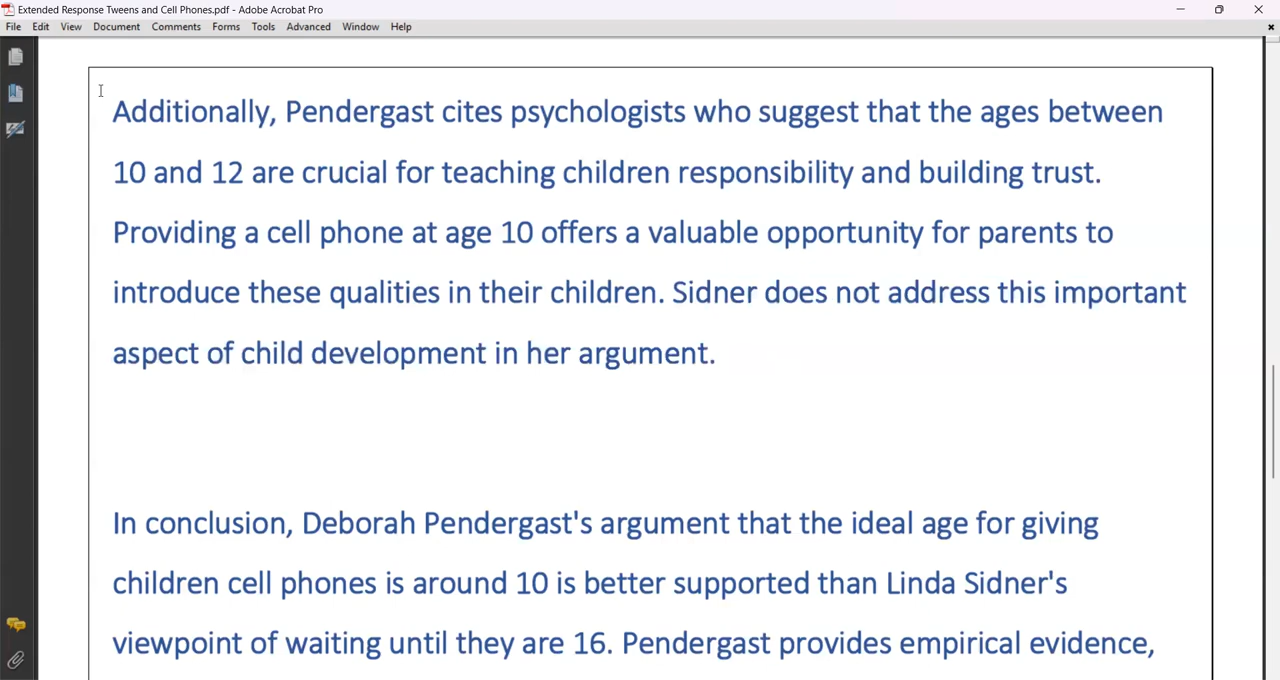 Extended Response Tweens and Cell Phones.pdf - Adobe Acrobat Pro
File Edit View Document Comments Forms Tools Advanced Window Help
Additionally, Pendergast cites psychologists who suggest that the ages between
10 and 12 are crucial for teaching children responsibility and building trust.
Providing a cell phone at age 10 offers a valuable opportunity for parents to
introduce these qualities in their children. Sidner does not address this important
aspect of child development in her argument.
In conclusion, Deborah Pendergast's argument that the ideal age for giving
children cell phones is around 10 is better supported than Linda Sidner's
viewpoint of waiting until they are 16. Pendergast provides empirical evidence,